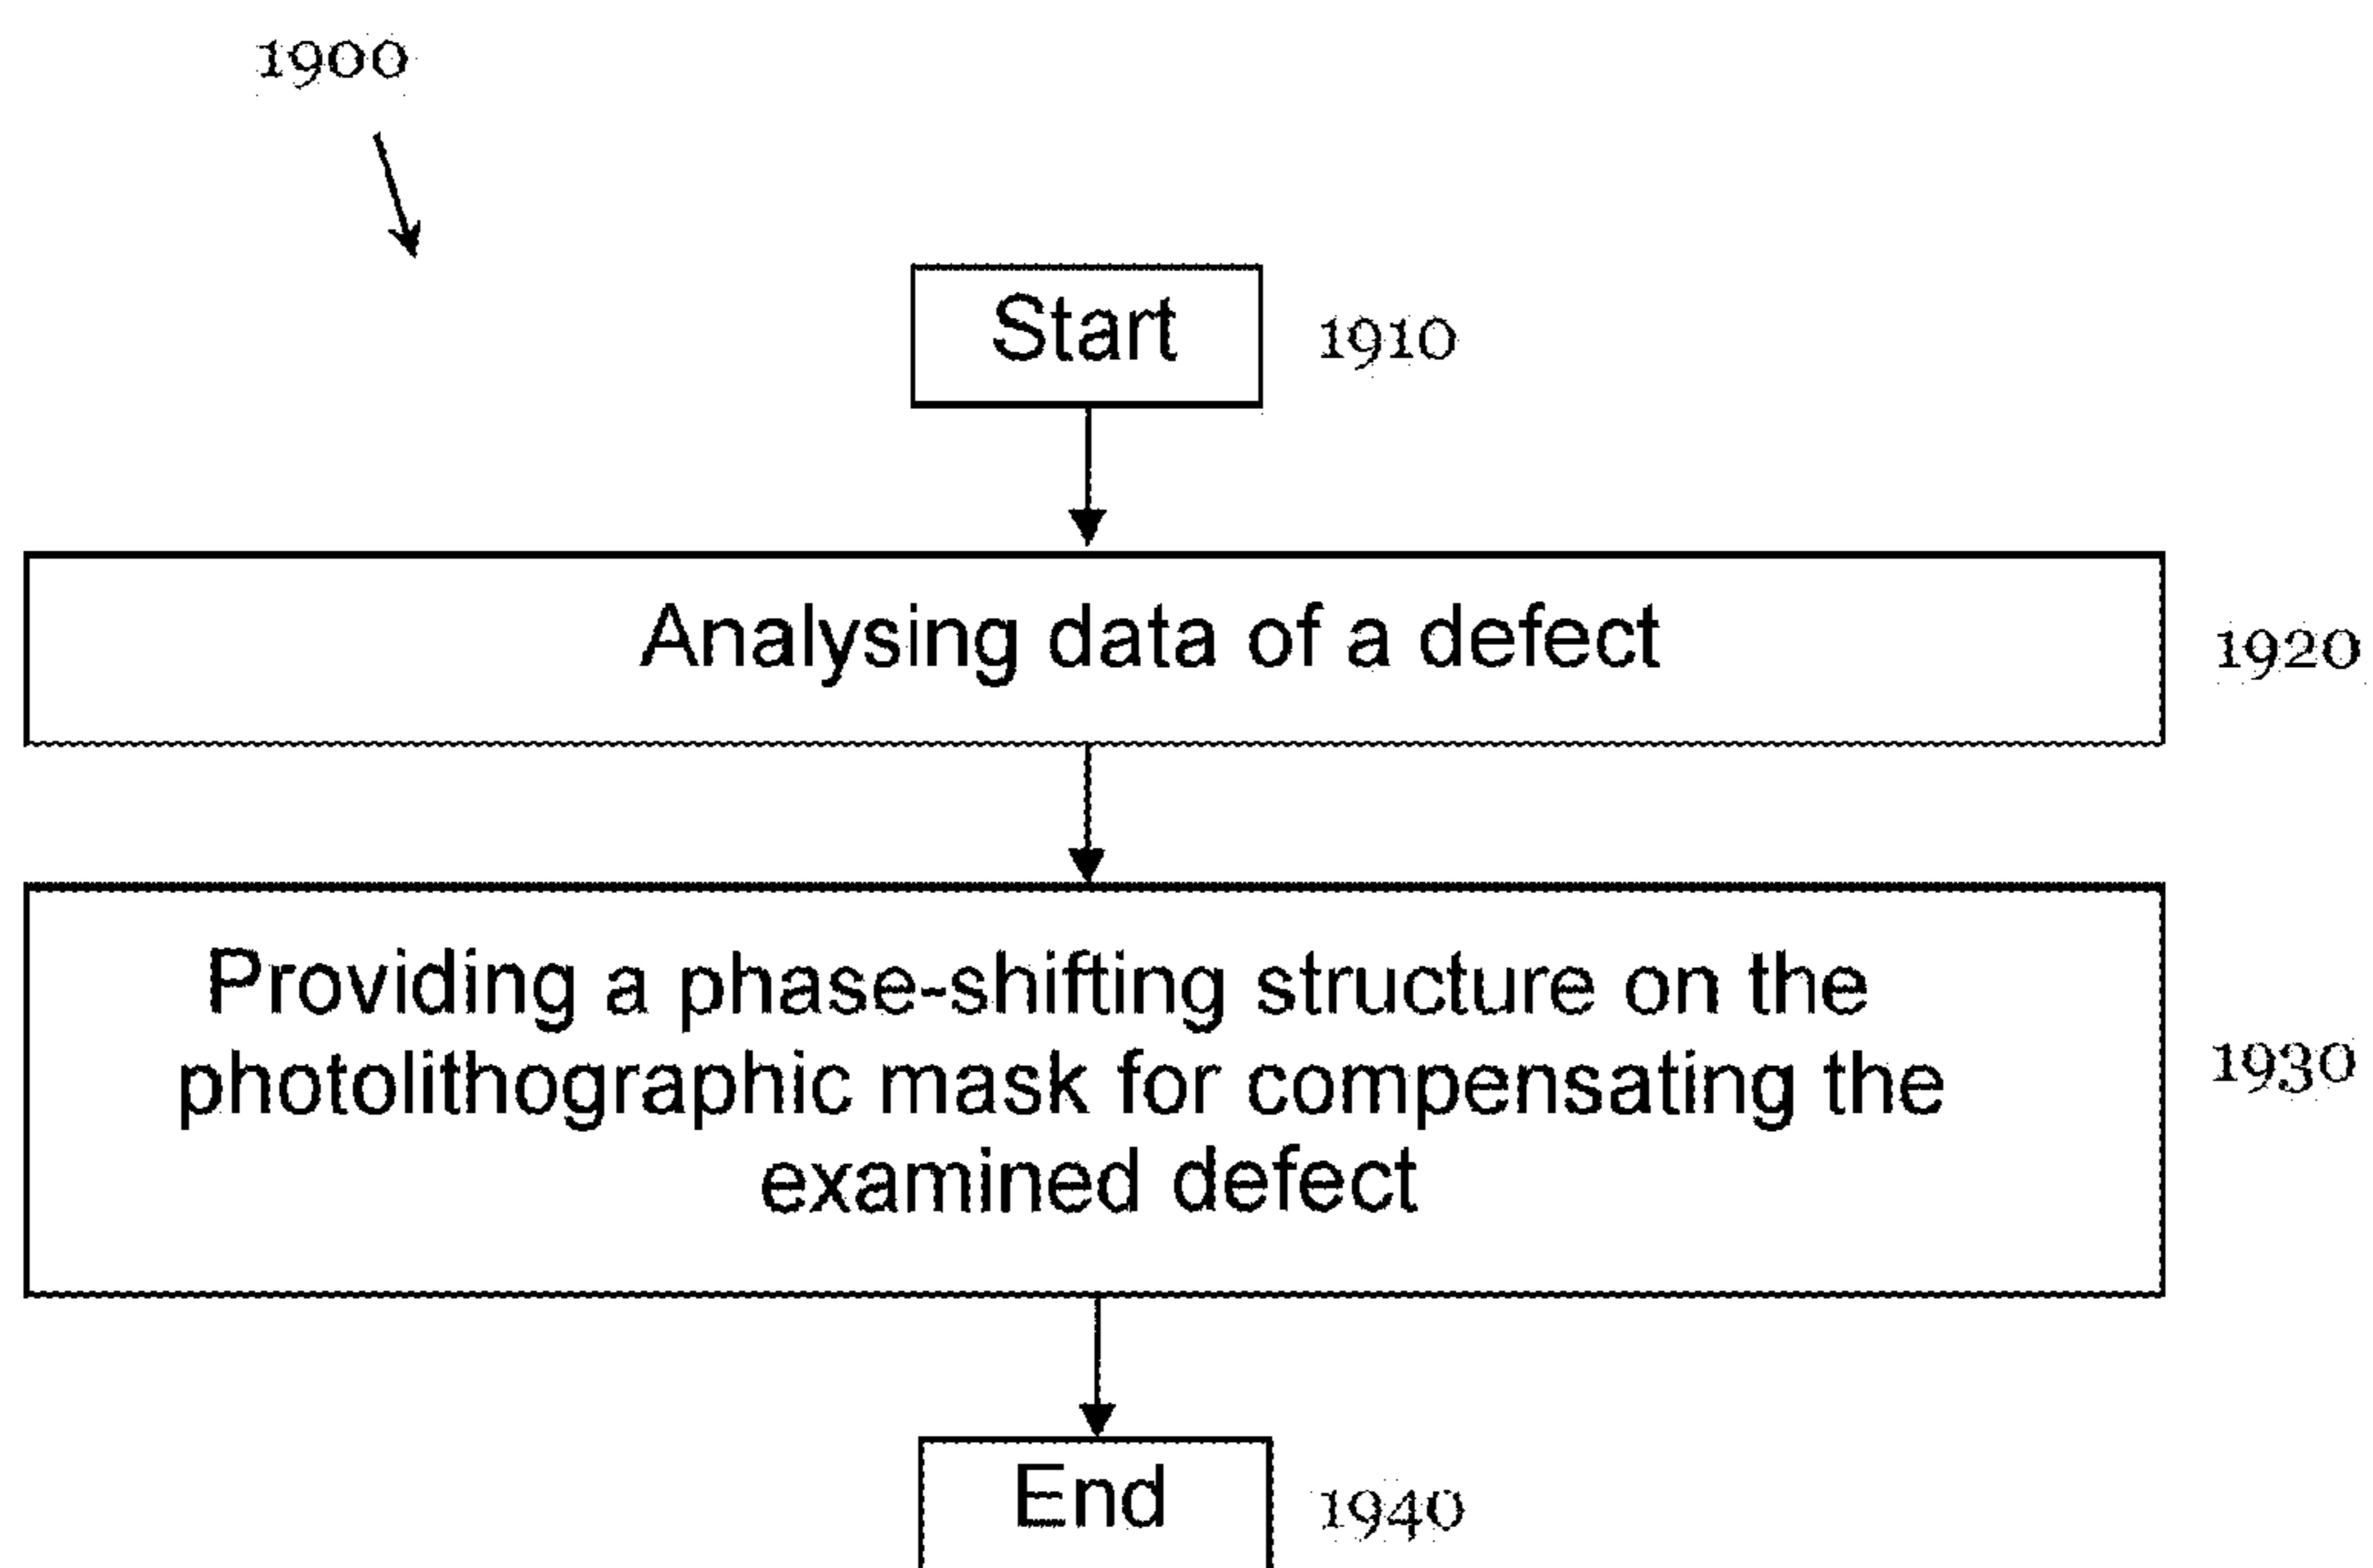 1900
Start
1910
Analysing data of a defect
1920
Providing a phase-shifting structure on the
photolithographic mask for compensating the
1930
examined defect
End
1940